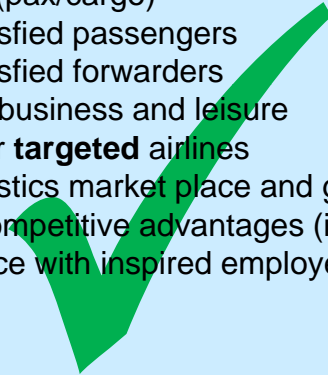 (pax/cargo)
sfied passengers
sfied forwarders
business and leisure
r targeted airlines
stics market place and g
ompetitive advantages (i
ce with inspired employe